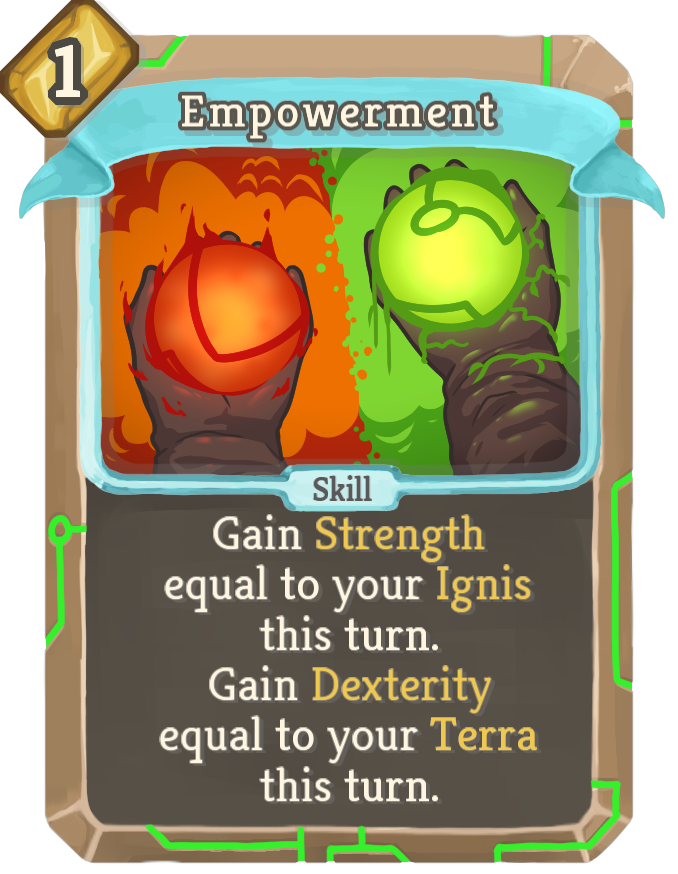 1
Empowerment
Skill
Gain Strength
equal to your Ignis
this turn.
Gain Dexterity
equal to your Terra
this turn.